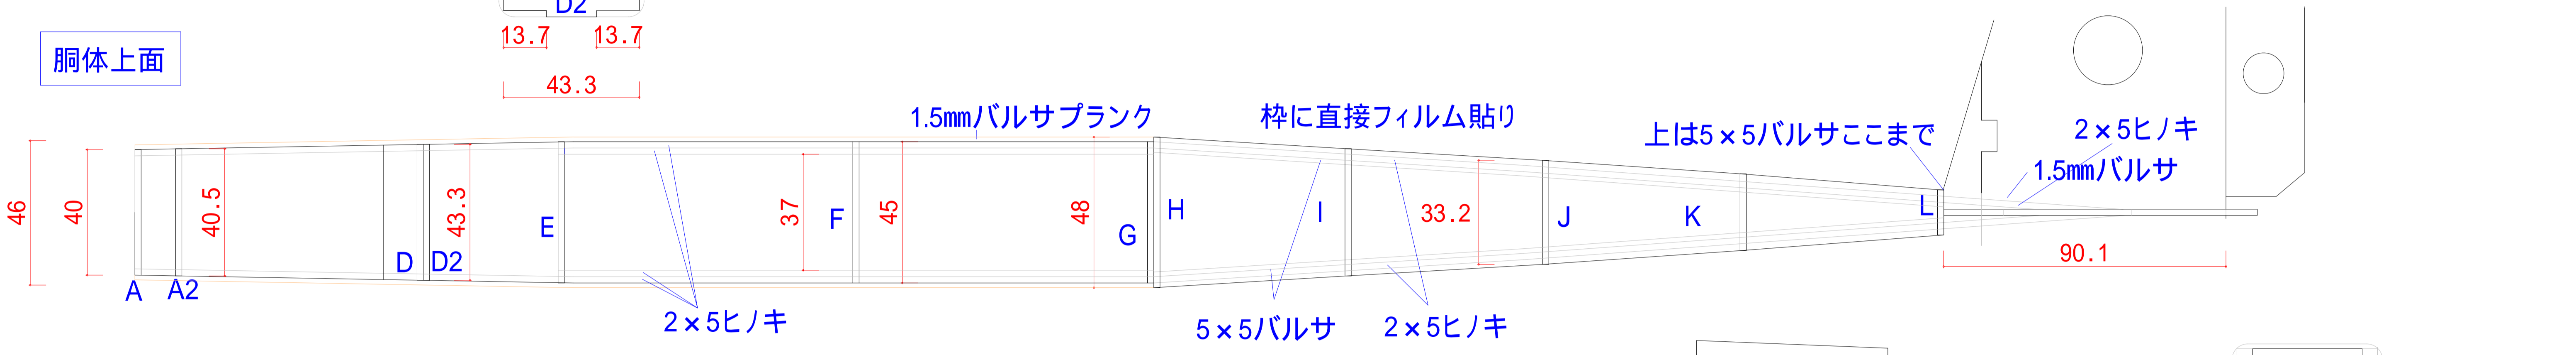 D2
13.7 13.7
胴体上面
43.3
1.5mmバルサプランク
枠に直接フィルム貼り
上は5×5バルサここまで
2×5ヒノキ
1.5mmバルサ
46
40
40.5
43.3
37
45
48
33.2
A
A2
D
D2
E
F
G
H
I
J
K
L
90.1
2×5ヒノキ
5×5バルサ
2×5ヒノキ